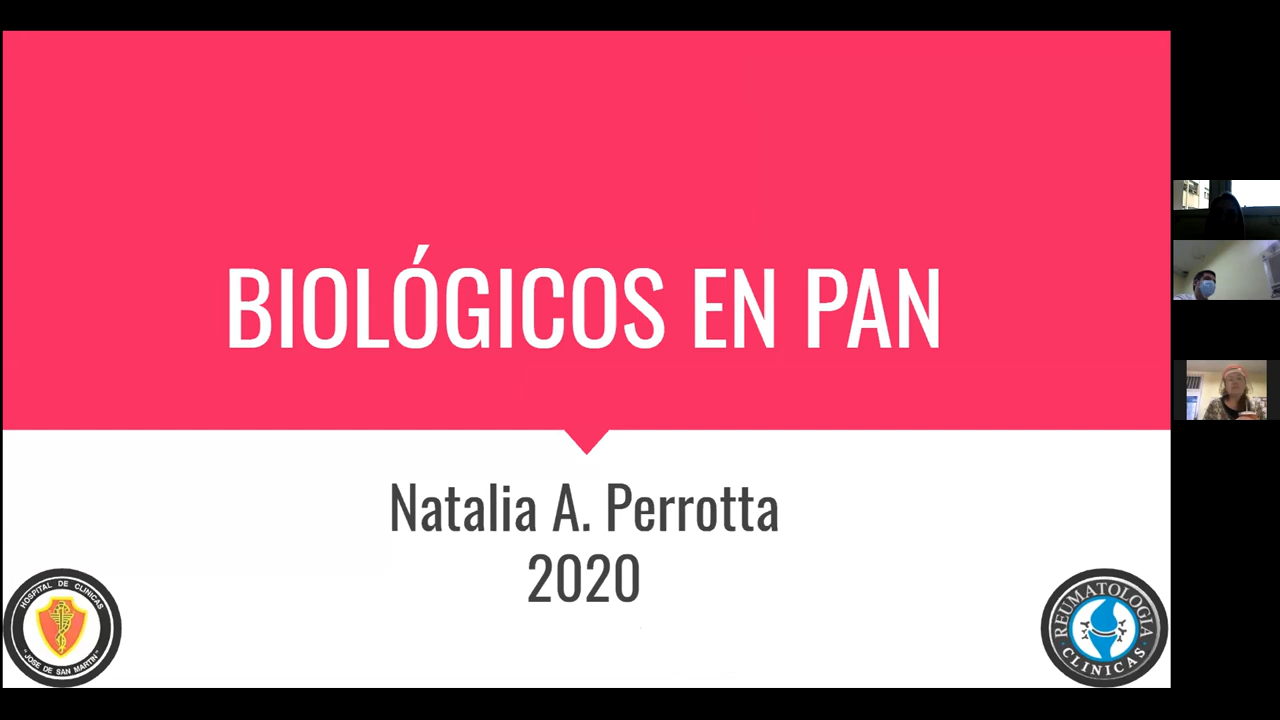 BIOLÓGICOS EN PAN
Natalia A. Perrotta
2020
HOSPITAL DE CLINICAS
"JOSE DE SAN MARTIN"
REUMATOLOGIA
CLINICAS